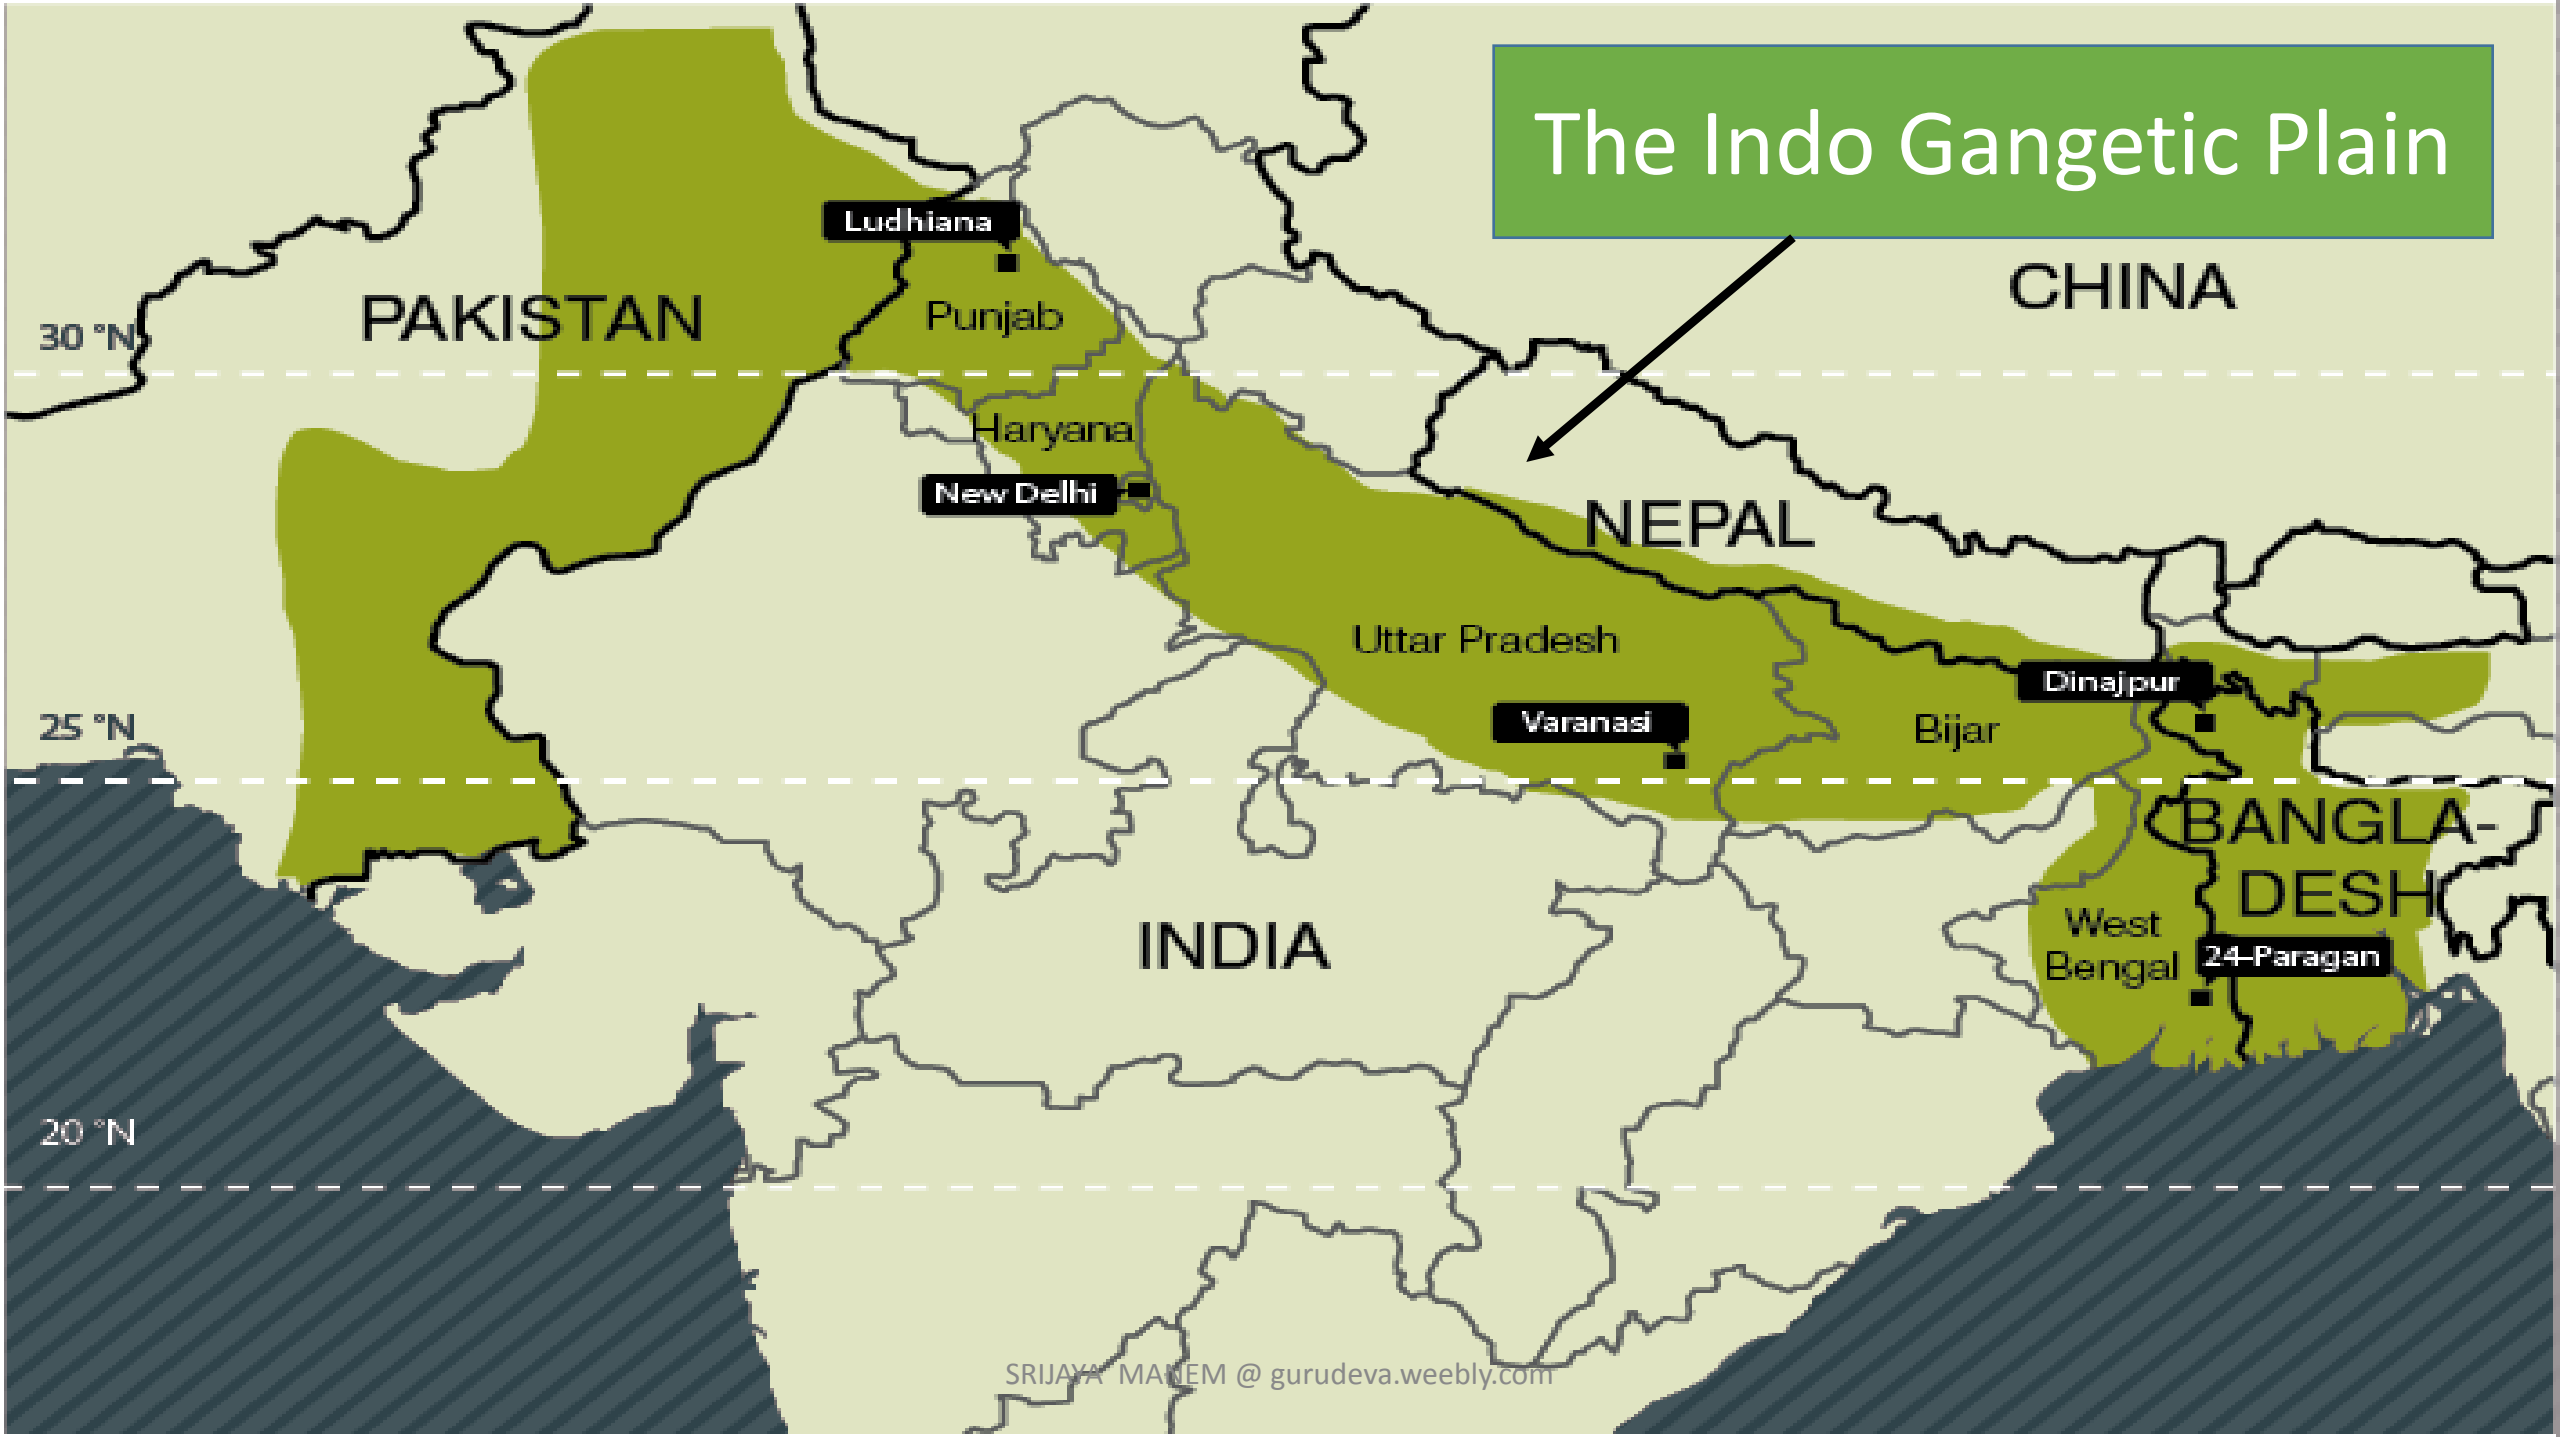 The Indo Gangetic Plain
Ludhiana
CHINA
PAKISTAN
Punjab
30 °N
Haryana
New Delhi
NEPAL
Uttar Pradesh
Dinajpur
Varanasi
Bijar
25 °N
BANGLA-
DESH
West
Bengal
INDIA
24-Paragan
20 °N
SRIJAYA MANEM @ gurudeva.weebly.com